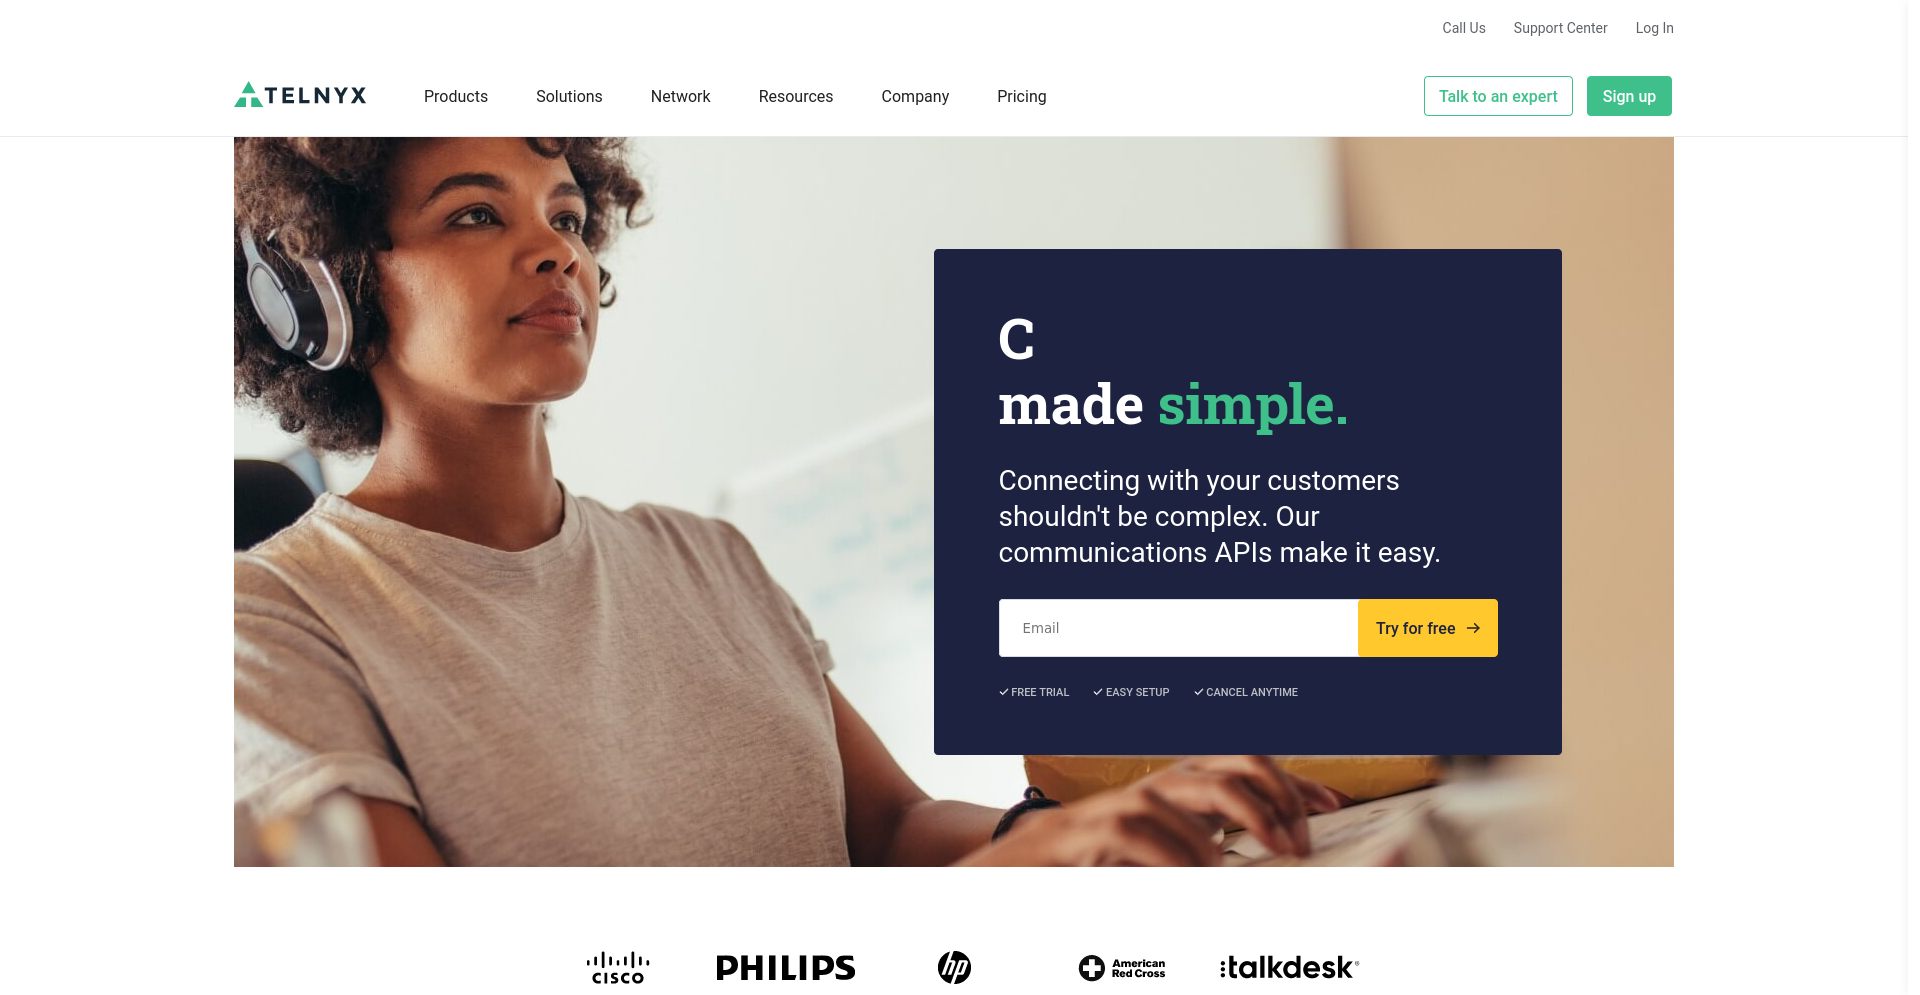 Call Us Support Center Log In
TELNYX Products Solutions Network Resources Company Pricing Talk to an expert Sign up
C
made simple.
Connecting with your customers
shouldn't be complex. Our
communications APIs make it easy.
Email Try for free →
✓ FREE TRIAL ✓ EASY SETUP ✓ CANCEL ANYTIME
CISCO PHILIPS hp American Red Cross :talkdesk®